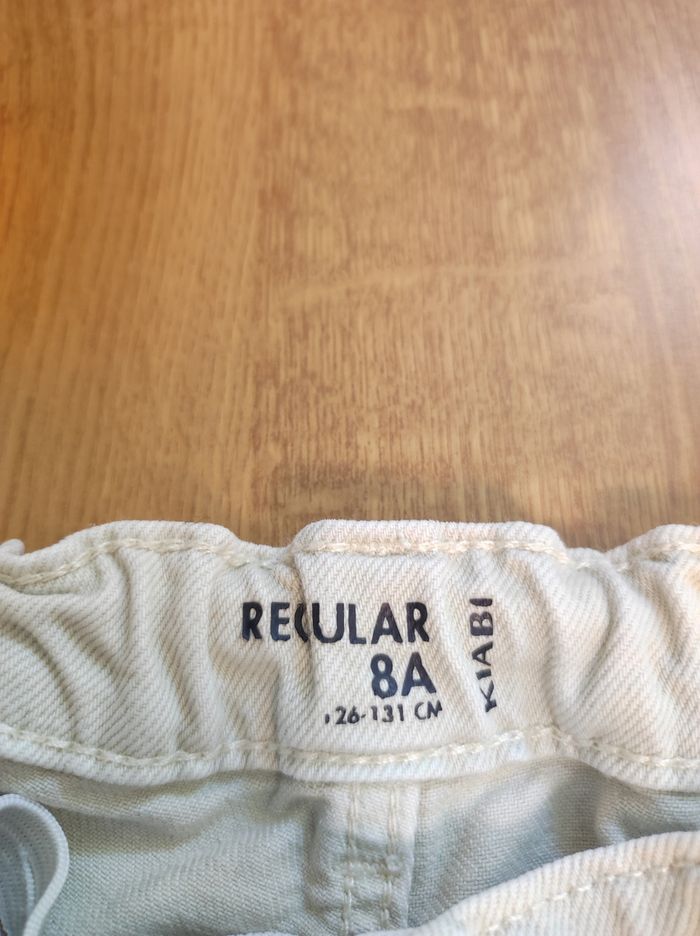 REGULAR
8A
126-131 CM
KIABI